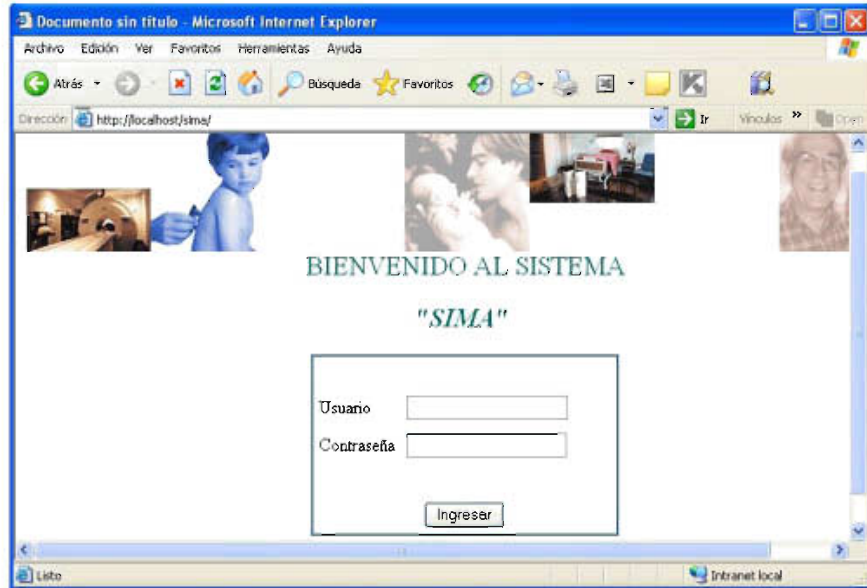 Documento sin título - Microsoft Internet Explorer
Archivo Edición Ver Favoritos Herramientas Ayuda
Atrás Búsqueda Favoritos
Dirección http://localhost/sima/ Ir Vínculos » Open
BIENVENIDO AL SISTEMA
"SIMA"
Usuario
Contraseña
Ingresar
Listo Intranet local